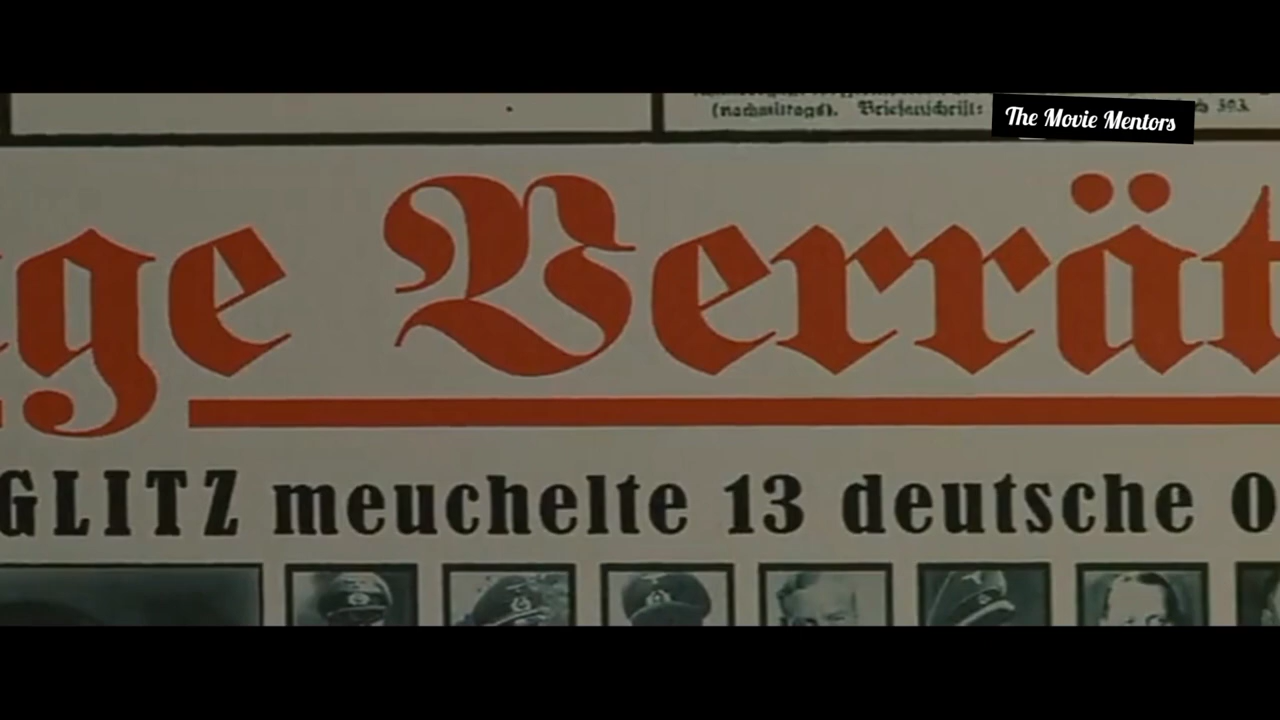 (nachmittags). Briefanschrift:
The Movie Mentors
ge Verrät
GLITZ meuchelte 13 deutsche O